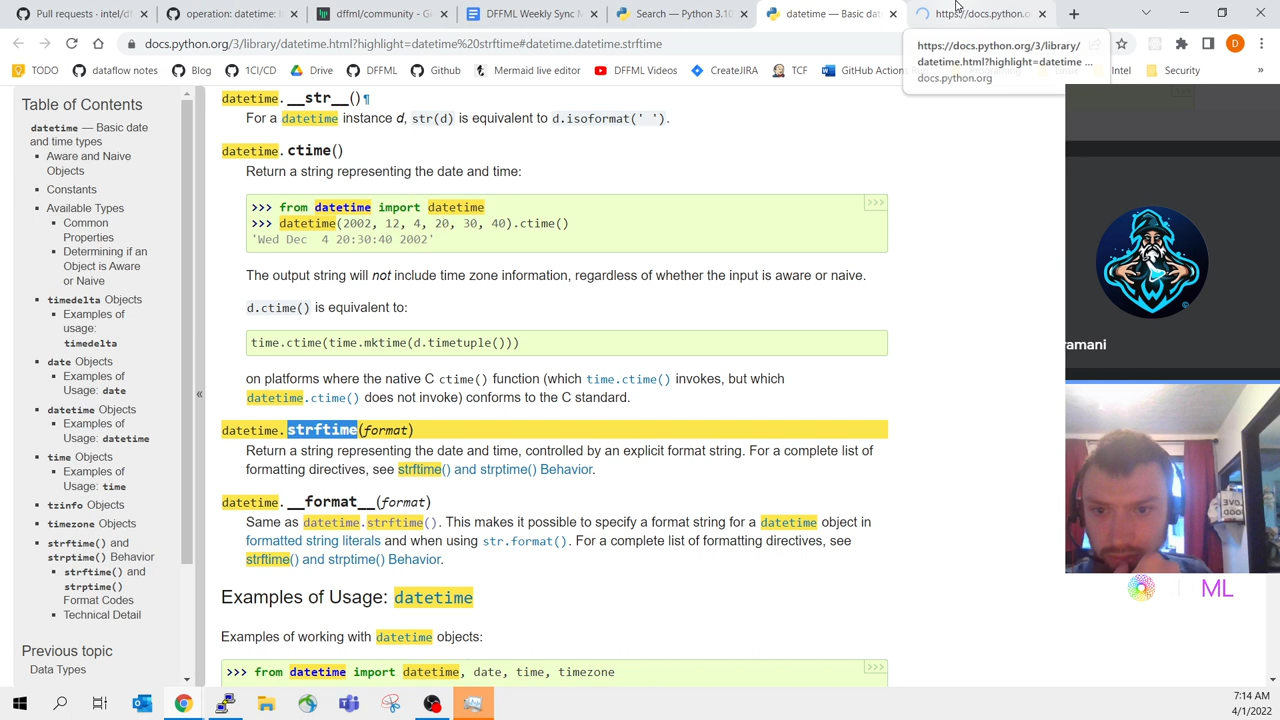 Pull requests · intel/df
operation: datetime: l
dffml/community - Gi
DFFML Weekly Sync M
Search — Python 3.10
datetime — Basic date
https://docs.python.o
docs.python.org/3/library/datetime.html?highlight=datetime%20strftime#datetime.datetime.strftime
D
TODO
dataflow notes
Blog
1CI/CD
Drive
DFFML
Github
Mermaid live editor
DFFML Videos
CreateJIRA
TCF
GitHub Action
Intel
Security
»
https://docs.python.org/3/library/
datetime.html?highlight=datetime ...
docs.python.org
Table of Contents
datetime — Basic date
and time types
Aware and Naive
Objects
Constants
Available Types
Common
Properties
Determining if an
Object is Aware
or Naive
timedelta Objects
Examples of
usage:
timedelta
date Objects
Examples of
Usage: date
datetime Objects
Examples of
Usage: datetime
time Objects
Examples of
Usage: time
tzinfo Objects
timezone Objects
strftime() and
strptime() Behavior
strftime() and
strptime()
Format Codes
Technical Detail
Previous topic
Data Types
«
datetime.__str__()¶
For a datetime instance d, str(d) is equivalent to d.isoformat(' ').
datetime.ctime()
Return a string representing the date and time:
>>> from datetime import datetime
>>> datetime(2002, 12, 4, 20, 30, 40).ctime()
'Wed Dec  4 20:30:40 2002'
>>>
The output string will not include time zone information, regardless of whether the input is aware or naive.
d.ctime() is equivalent to:
time.ctime(time.mktime(d.timetuple()))
on platforms where the native C ctime() function (which time.ctime() invokes, but which
datetime.ctime() does not invoke) conforms to the C standard.
datetime.strftime(format)
Return a string representing the date and time, controlled by an explicit format string. For a complete list of
formatting directives, see strftime() and strptime() Behavior.
datetime.__format__(format)
Same as datetime.strftime(). This makes it possible to specify a format string for a datetime object in
formatted string literals and when using str.format(). For a complete list of formatting directives, see
strftime() and strptime() Behavior.
Examples of Usage: datetime
Examples of working with datetime objects:
>>> from datetime import datetime, date, time, timezone
>>>
ramani
ML
7:14 AM
4/1/2022